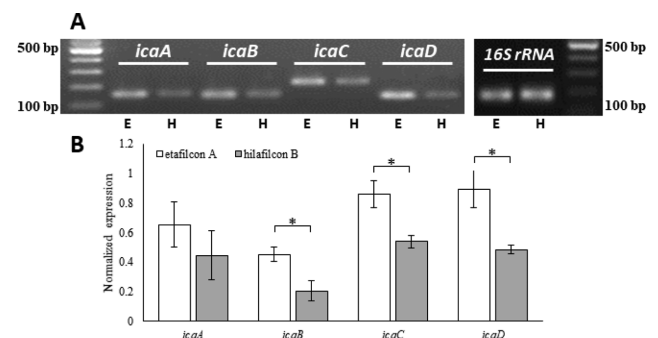 A
500 bp
icaA icaB icaC icaD 16S rRNA
500 bp
100 bp
100 bp
E H E H E H E H E H
B
1.2
1
0.8
0.6
0.4
0.2
0
Normalized expression
etafilcon A hilafilcon B
*
*
*
icaA icaB icaC icaD